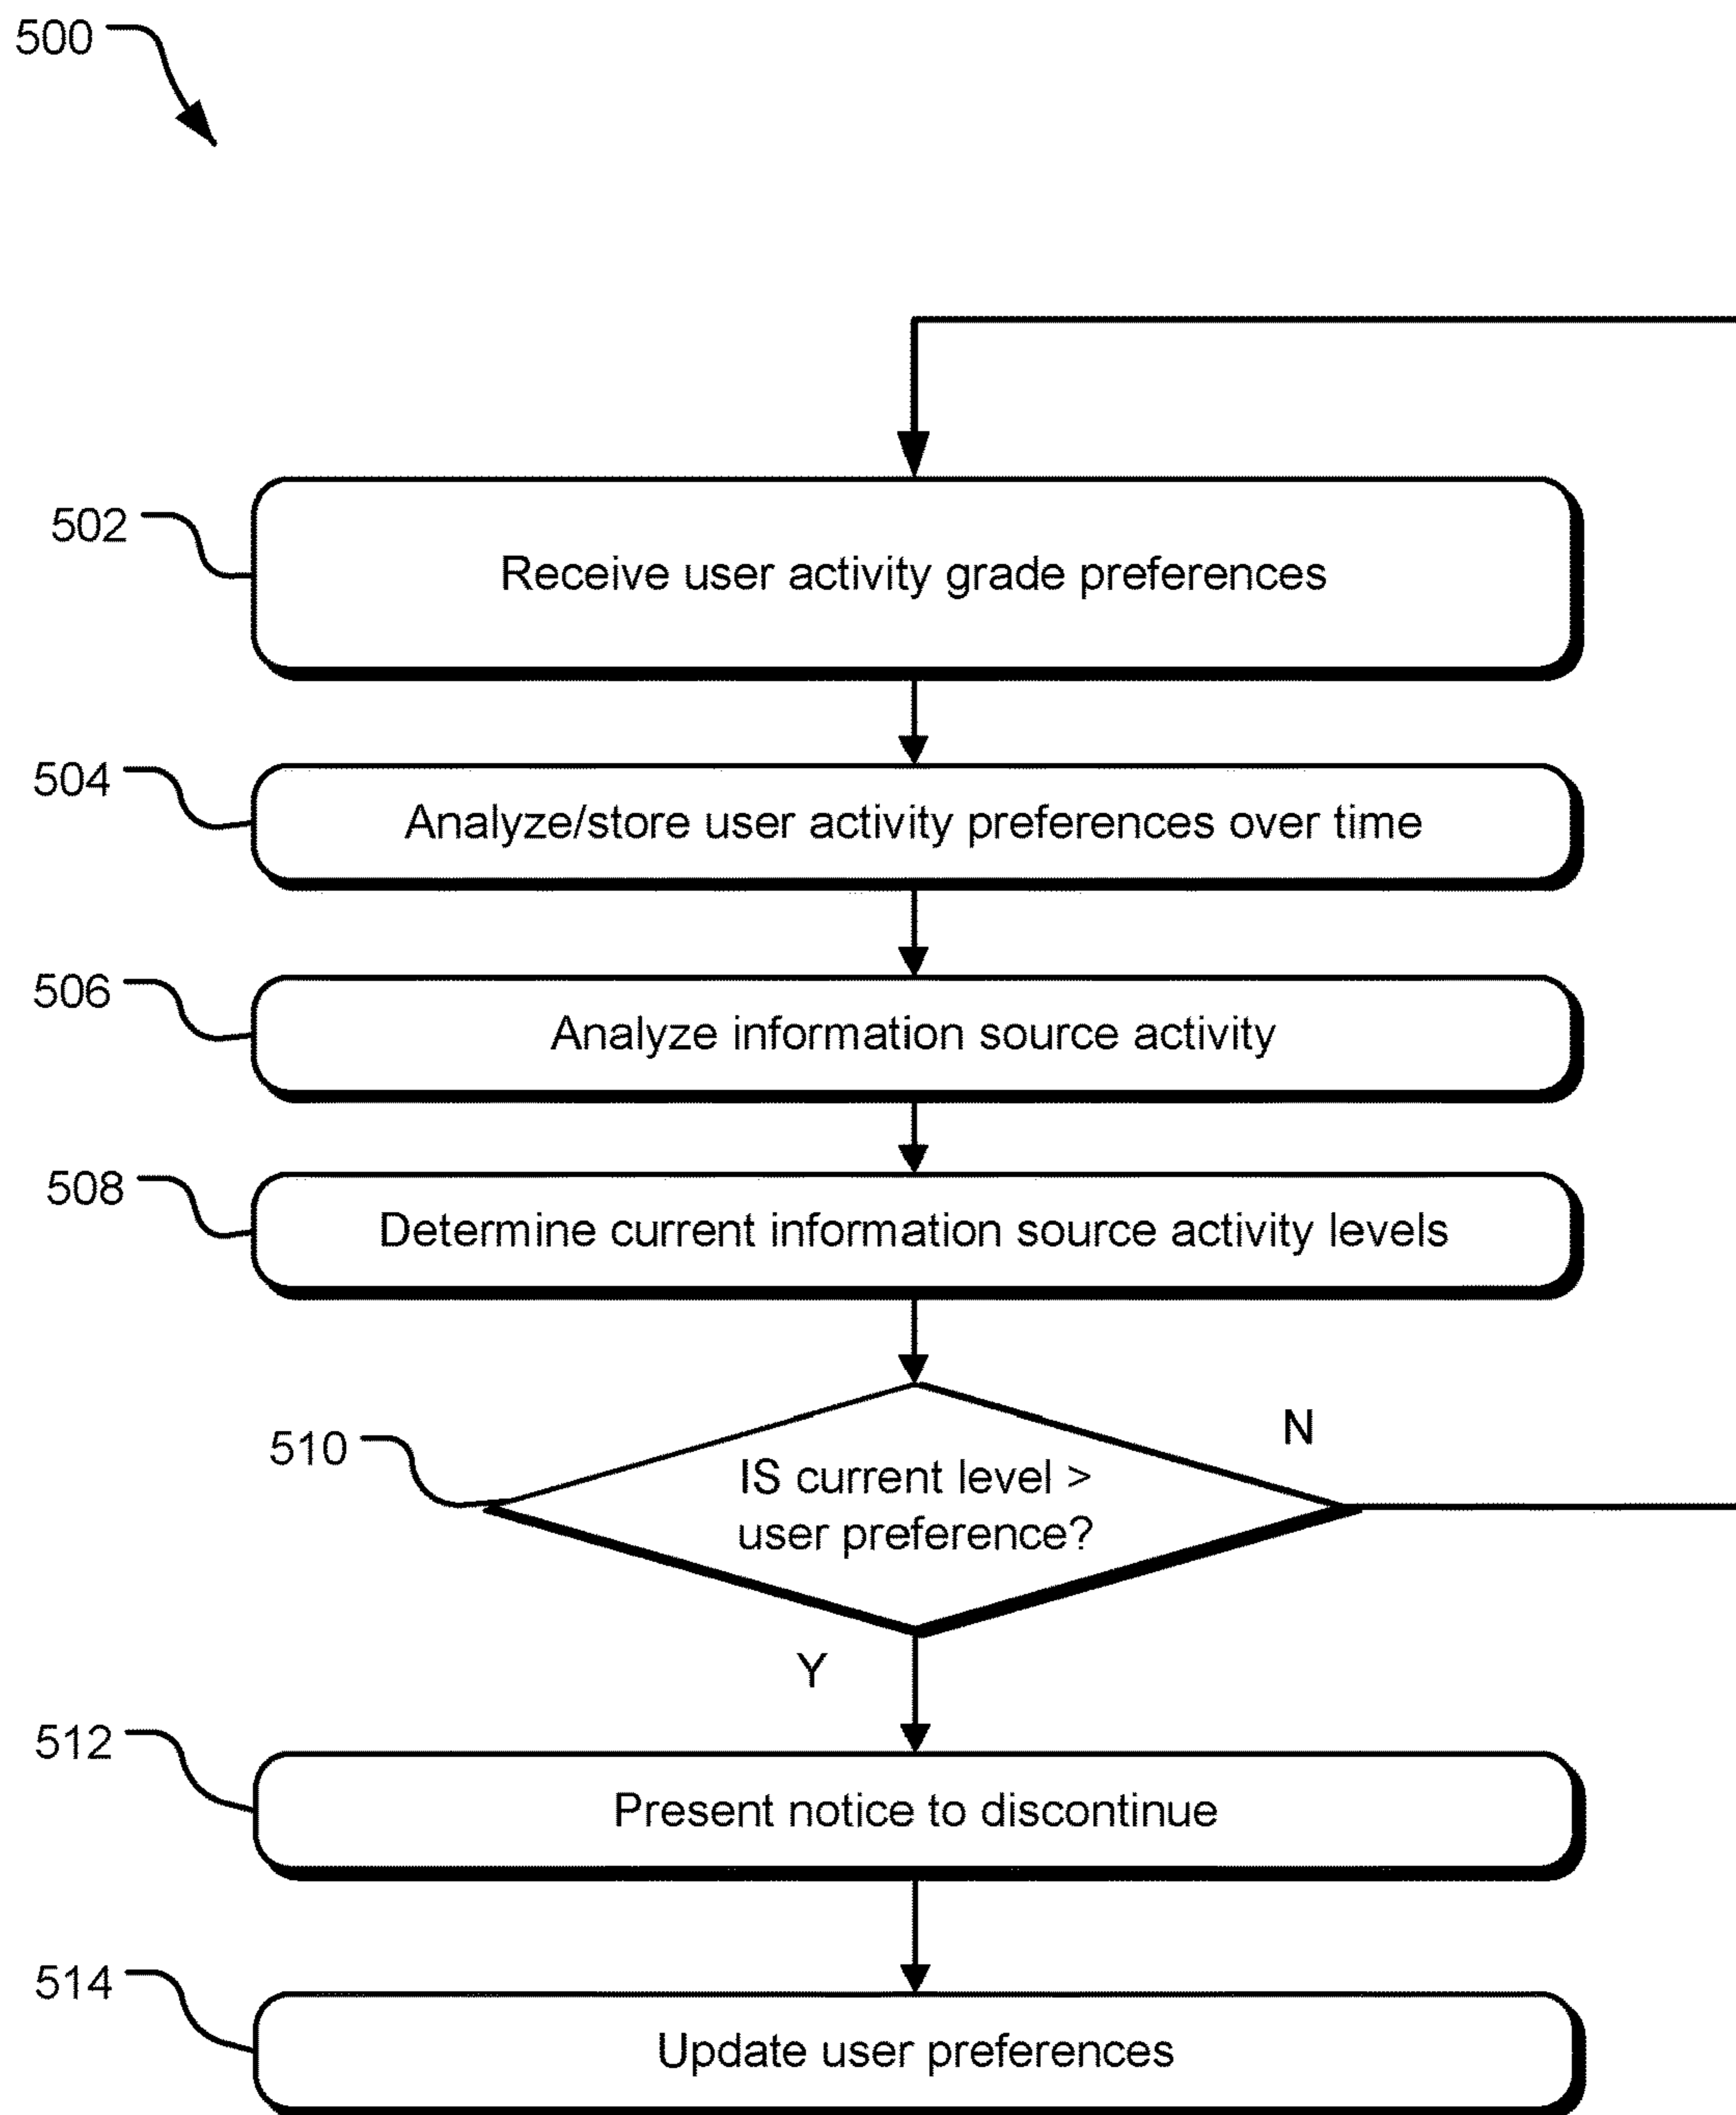 500
502
Receive user activity grade preferences
504
Analyze/store user activity preferences over time
506
Analyze information source activity
508
Determine current information source activity levels
510
IS current level >
user preference?
N
Y
512
Present notice to discontinue
514
Update user preferences